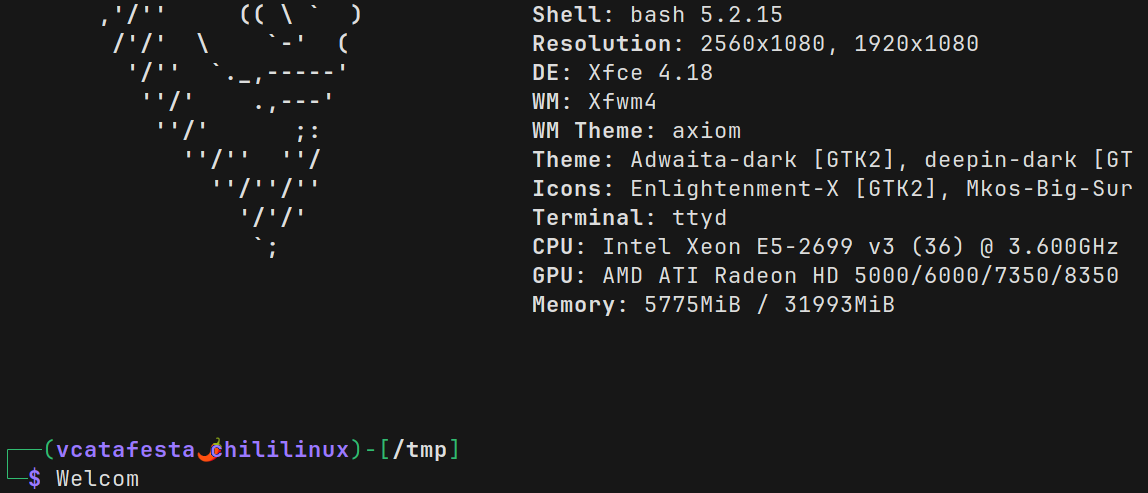 Shell: bash 5.2.15
Resolution: 2560x1080, 1920x1080
DE: Xfce 4.18
WM: Xfwm4
WM Theme: axiom
Theme: Adwaita-dark [GTK2], deepin-dark [GT
Icons: Enlightenment-X [GTK2], Mkos-Big-Sur
Terminal: ttyd
CPU: Intel Xeon E5-2699 v3 (36) @ 3.600GHz
GPU: AMD ATI Radeon HD 5000/6000/7350/8350
Memory: 5775MiB / 31993MiB
(vcatafesta🌶chililinux)-[/tmp]
$ Welcom